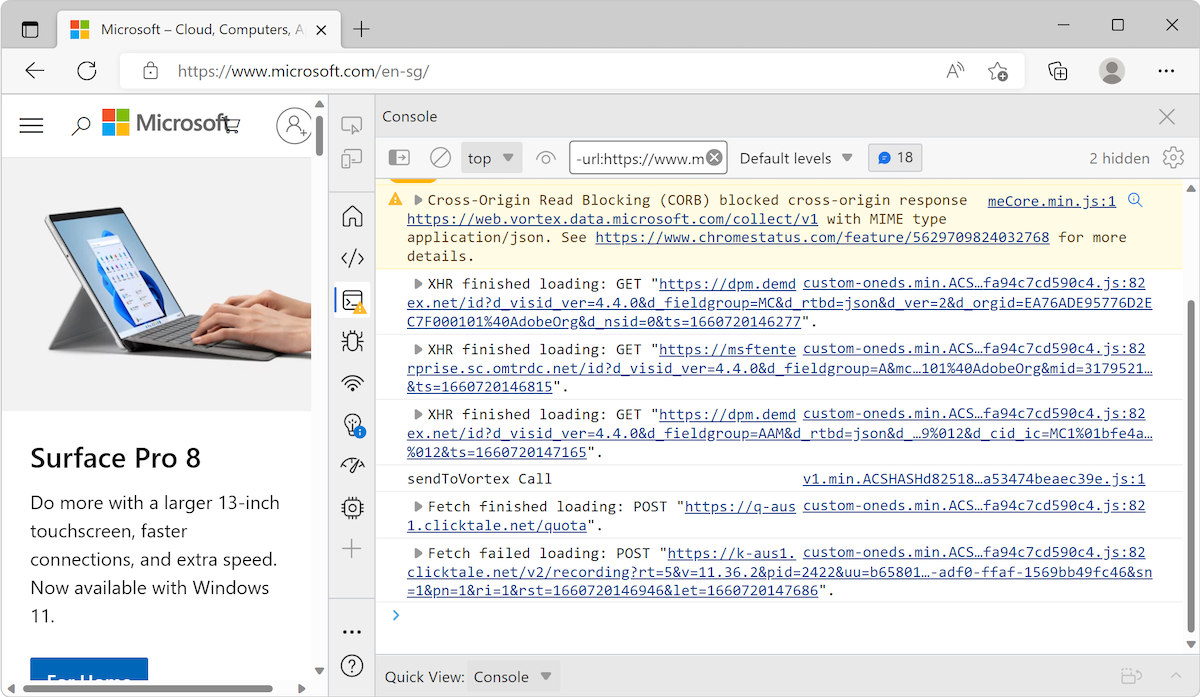 Microsoft – Cloud, Computers, A
https://www.microsoft.com/en-sg/
Microsoft
Surface Pro 8
Do more with a larger 13-inch
touchscreen, faster
connections, and extra speed.
Now available with Windows
11.
For Home
Console
top
-url:https://www.m
Default levels
18
2 hidden
Cross-Origin Read Blocking (CORB) blocked cross-origin response meCore.min.js:1
https://web.vortex.data.microsoft.com/collect/v1 with MIME type
application/json. See https://www.chromestatus.com/feature/5629709824032768 for more
details.
XHR finished loading: GET "https://dpm.demd custom-oneds.min.ACS…fa94c7cd590c4.js:82
ex.net/id?d_visid_ver=4.4.0&d_fieldgroup=MC&d_rtbd=json&d_ver=2&d_orgid=EA76ADE95776D2E
C7F000101%40AdobeOrg&d_nsid=0&ts=1660720146277".
XHR finished loading: GET "https://msftente custom-oneds.min.ACS…fa94c7cd590c4.js:82
rprise.sc.omtrdc.net/id?d_visid_ver=4.4.0&d_fieldgroup=A&mc…101%40AdobeOrg&mid=3179521…
&ts=1660720146815".
XHR finished loading: GET "https://dpm.demd custom-oneds.min.ACS…fa94c7cd590c4.js:82
ex.net/id?d_visid_ver=4.4.0&d_fieldgroup=AAM&d_rtbd=json&d_…9%012&d_cid_ic=MC1%01bfe4a…
%012&ts=1660720147165".
sendToVortex Call v1.min.ACSHASHd82518…a53474beaec39e.js:1
Fetch finished loading: POST "https://q-aus custom-oneds.min.ACS…fa94c7cd590c4.js:82
1.clicktale.net/quota".
Fetch failed loading: POST "https://k-aus1. custom-oneds.min.ACS…fa94c7cd590c4.js:82
clicktale.net/v2/recording?rt=5&v=11.36.2&pid=2422&uu=b65801…-adf0-ffaf-1569bb49fc46&sn
=1&pn=1&ri=1&rst=1660720146946&let=1660720147686".
Quick View: Console